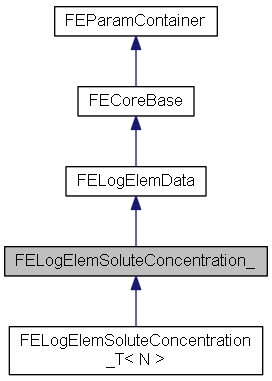 FEParamContainer
FECoreBase
FELogElemData
FELogElemSoluteConcentration_
FELogElemSoluteConcentration
_T< N >